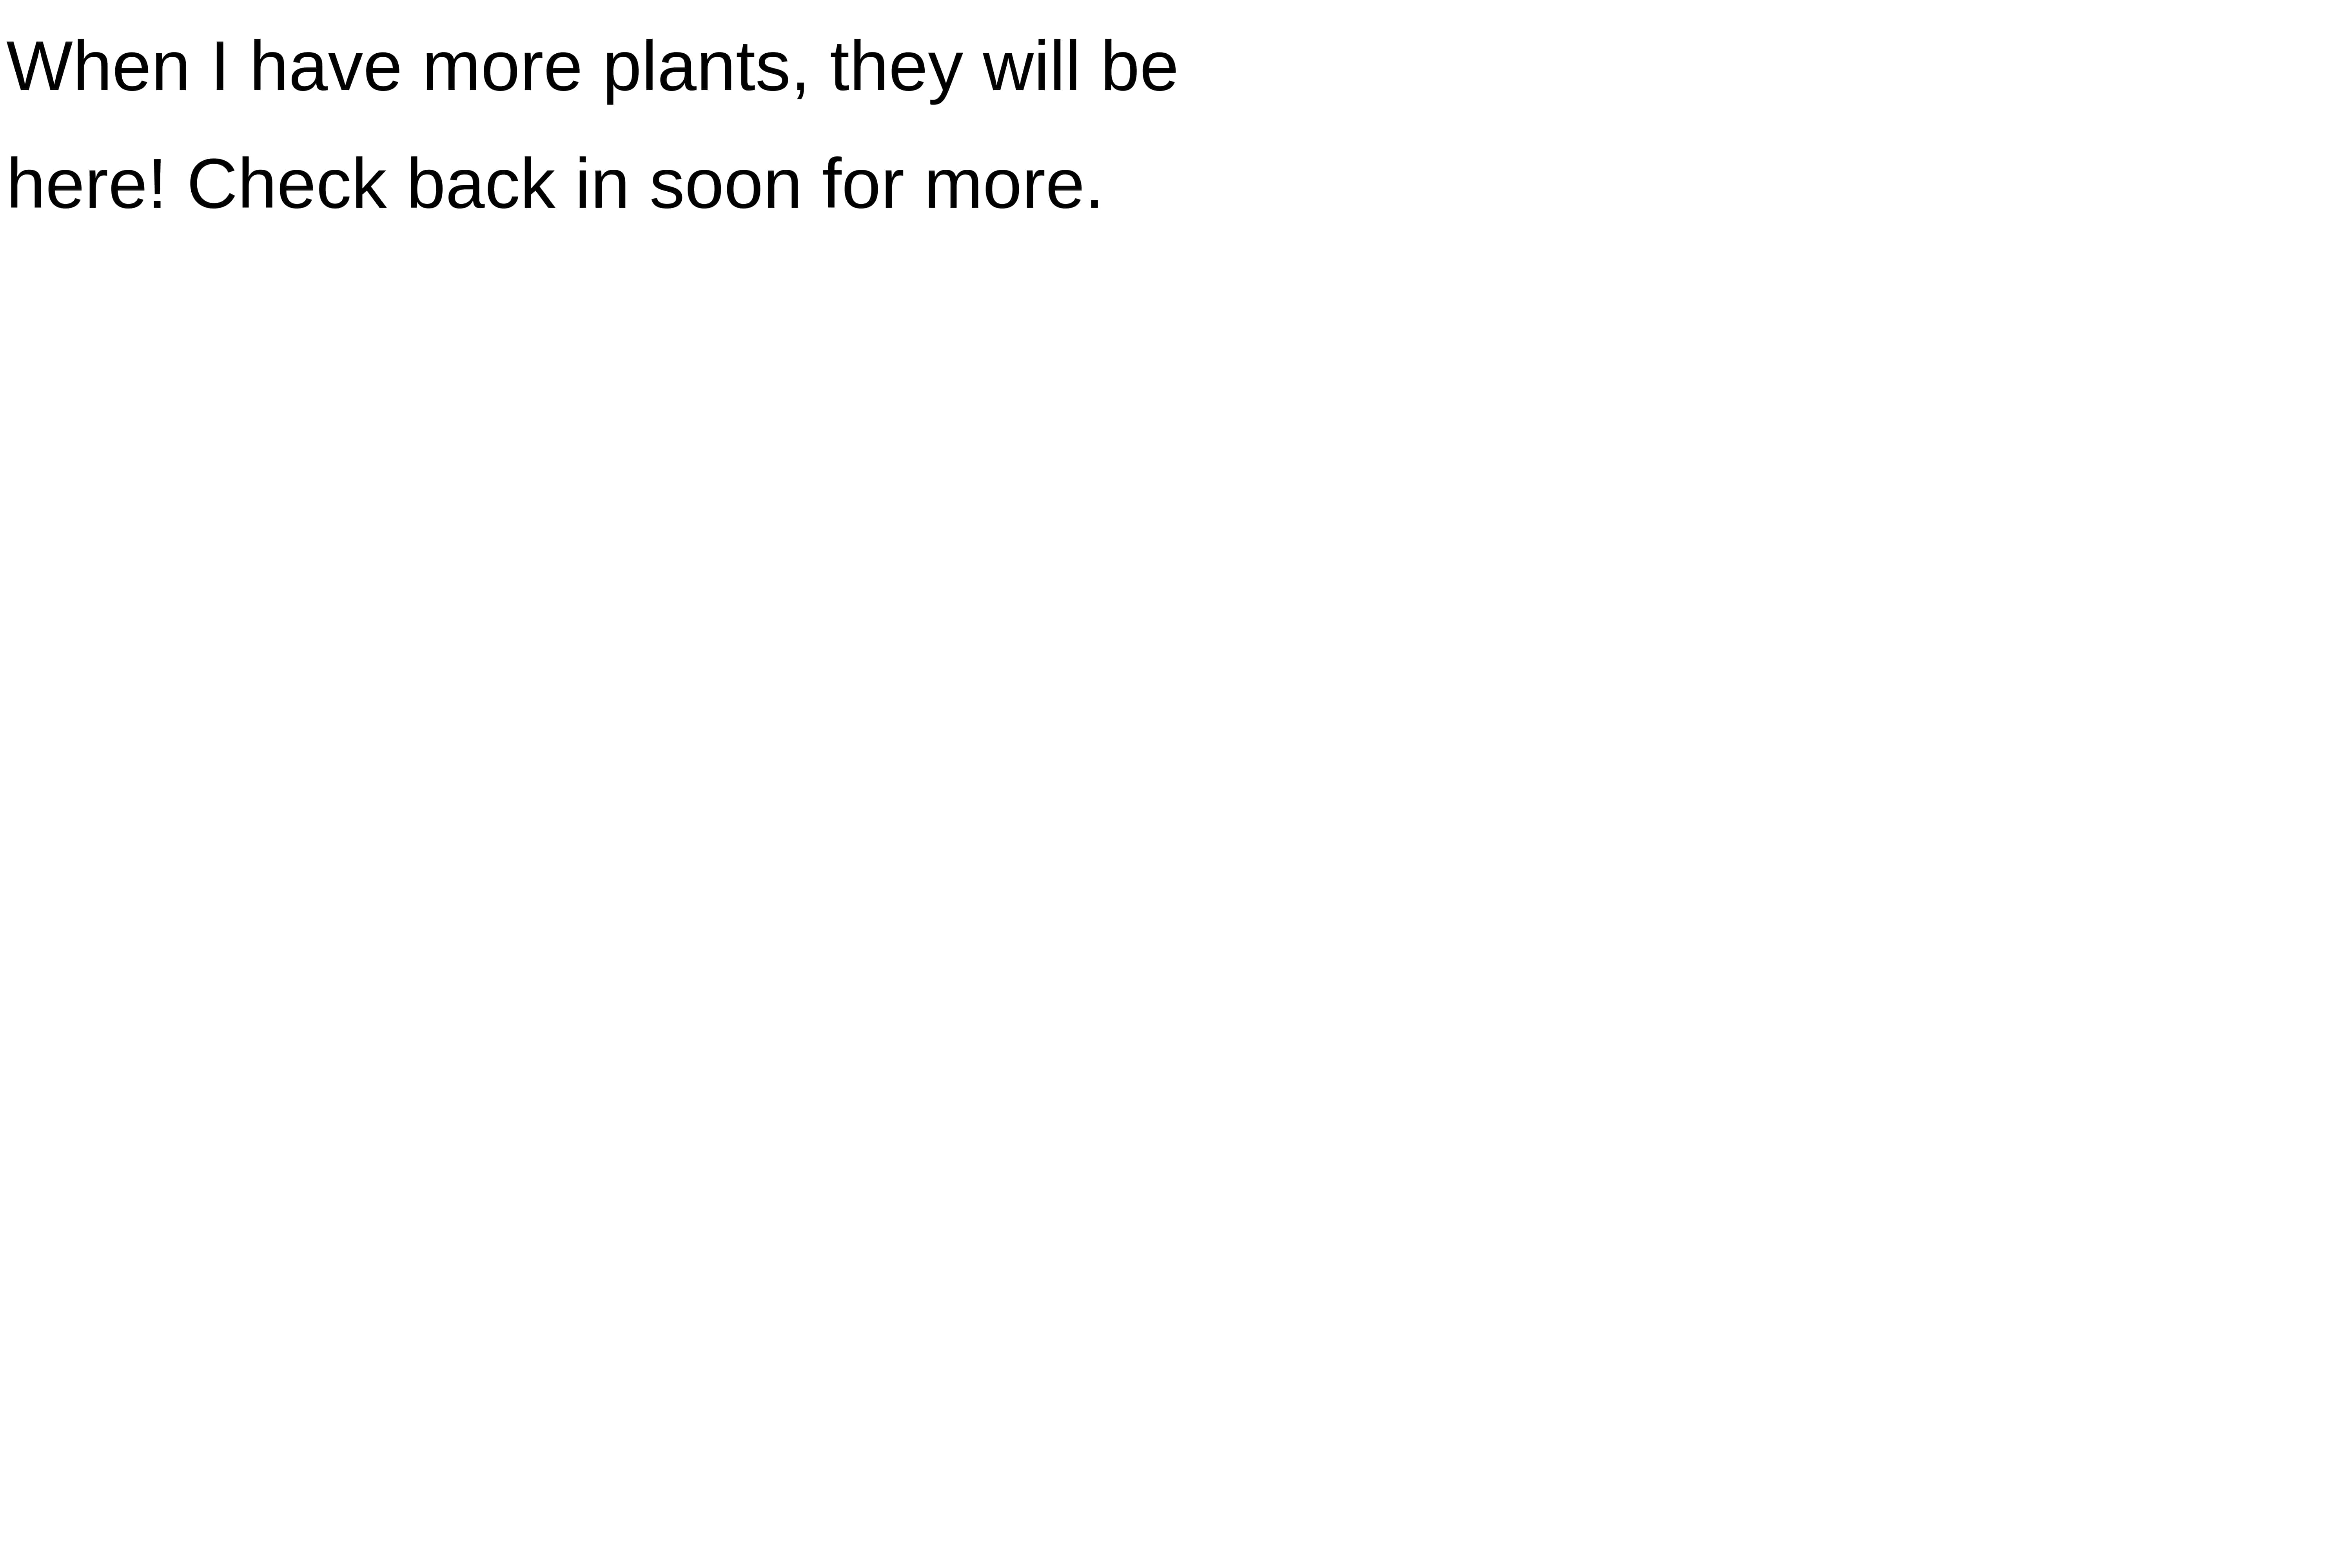 When I have more plants, they will be
here! Check back in soon for more.